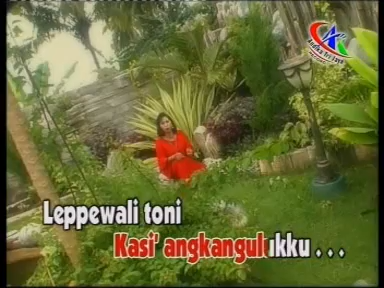 Leppewali toni
Kasi' angkangulukku . . .